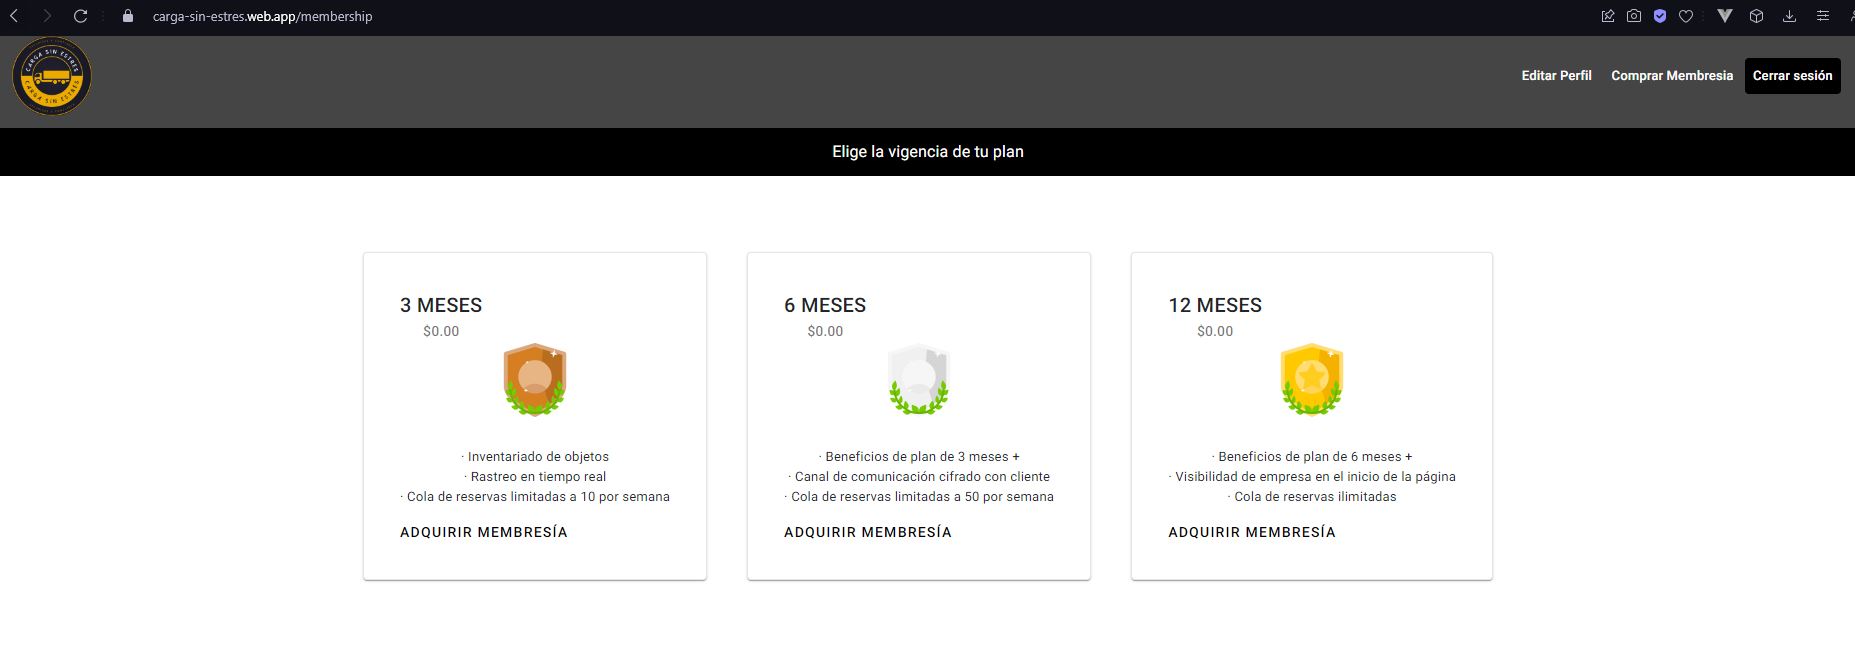 carga-sin-estres.web.app/membership
CARGA SIN ESTRES
CARGA SIN ESTRES
Editar Perfil
Comprar Membresia
Cerrar sesión
Elige la vigencia de tu plan
3 MESES
$0.00
· Inventariado de objetos
· Rastreo en tiempo real
· Cola de reservas limitadas a 10 por semana
ADQUIRIR MEMBRESÍA
6 MESES
$0.00
· Beneficios de plan de 3 meses +
· Canal de comunicación cifrado con cliente
· Cola de reservas limitadas a 50 por semana
ADQUIRIR MEMBRESÍA
12 MESES
$0.00
· Beneficios de plan de 6 meses +
· Visibilidad de empresa en el inicio de la página
· Cola de reservas ilimitadas
ADQUIRIR MEMBRESÍA